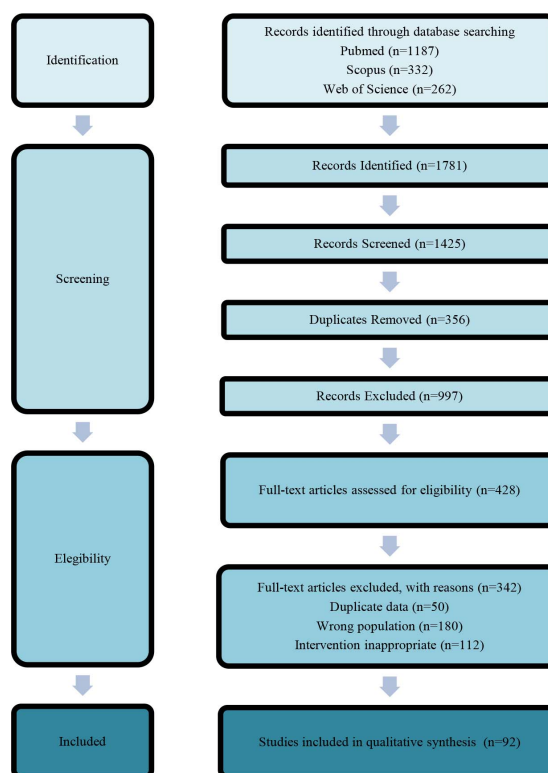 Identification
Records identified through database searching
Pubmed (n=1187)
Scopus (n=332)
Web of Science (n=262)
Screening
Records Identified (n=1781)
Records Screened (n=1425)
Duplicates Removed (n=356)
Records Excluded (n=997)
Elegibility
Full-text articles assessed for eligibility (n=428)
Full-text articles excluded, with reasons (n=342)
Duplicate data (n=50)
Wrong population (n=180)
Intervention inappropriate (n=112)
Included
Studies included in qualitative synthesis (n=92)